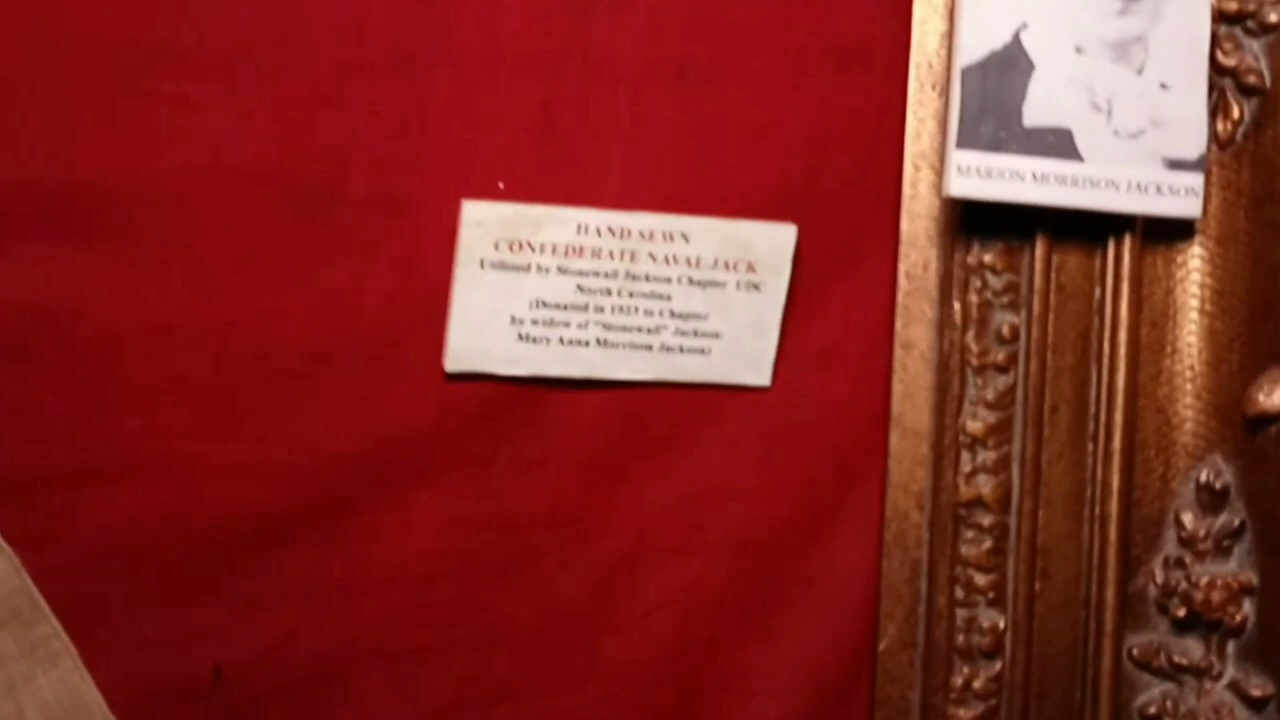 HAND SEWN
CONFEDERATE NAVAL JACK
Utilized by Stonewall Jackson Chapter UDC
North Carolina
(Donated in 1913 to Chapter
by widow of "Stonewall" Jackson-
Mary Anna Morrison Jackson)
MARION MORRISON JACKSON